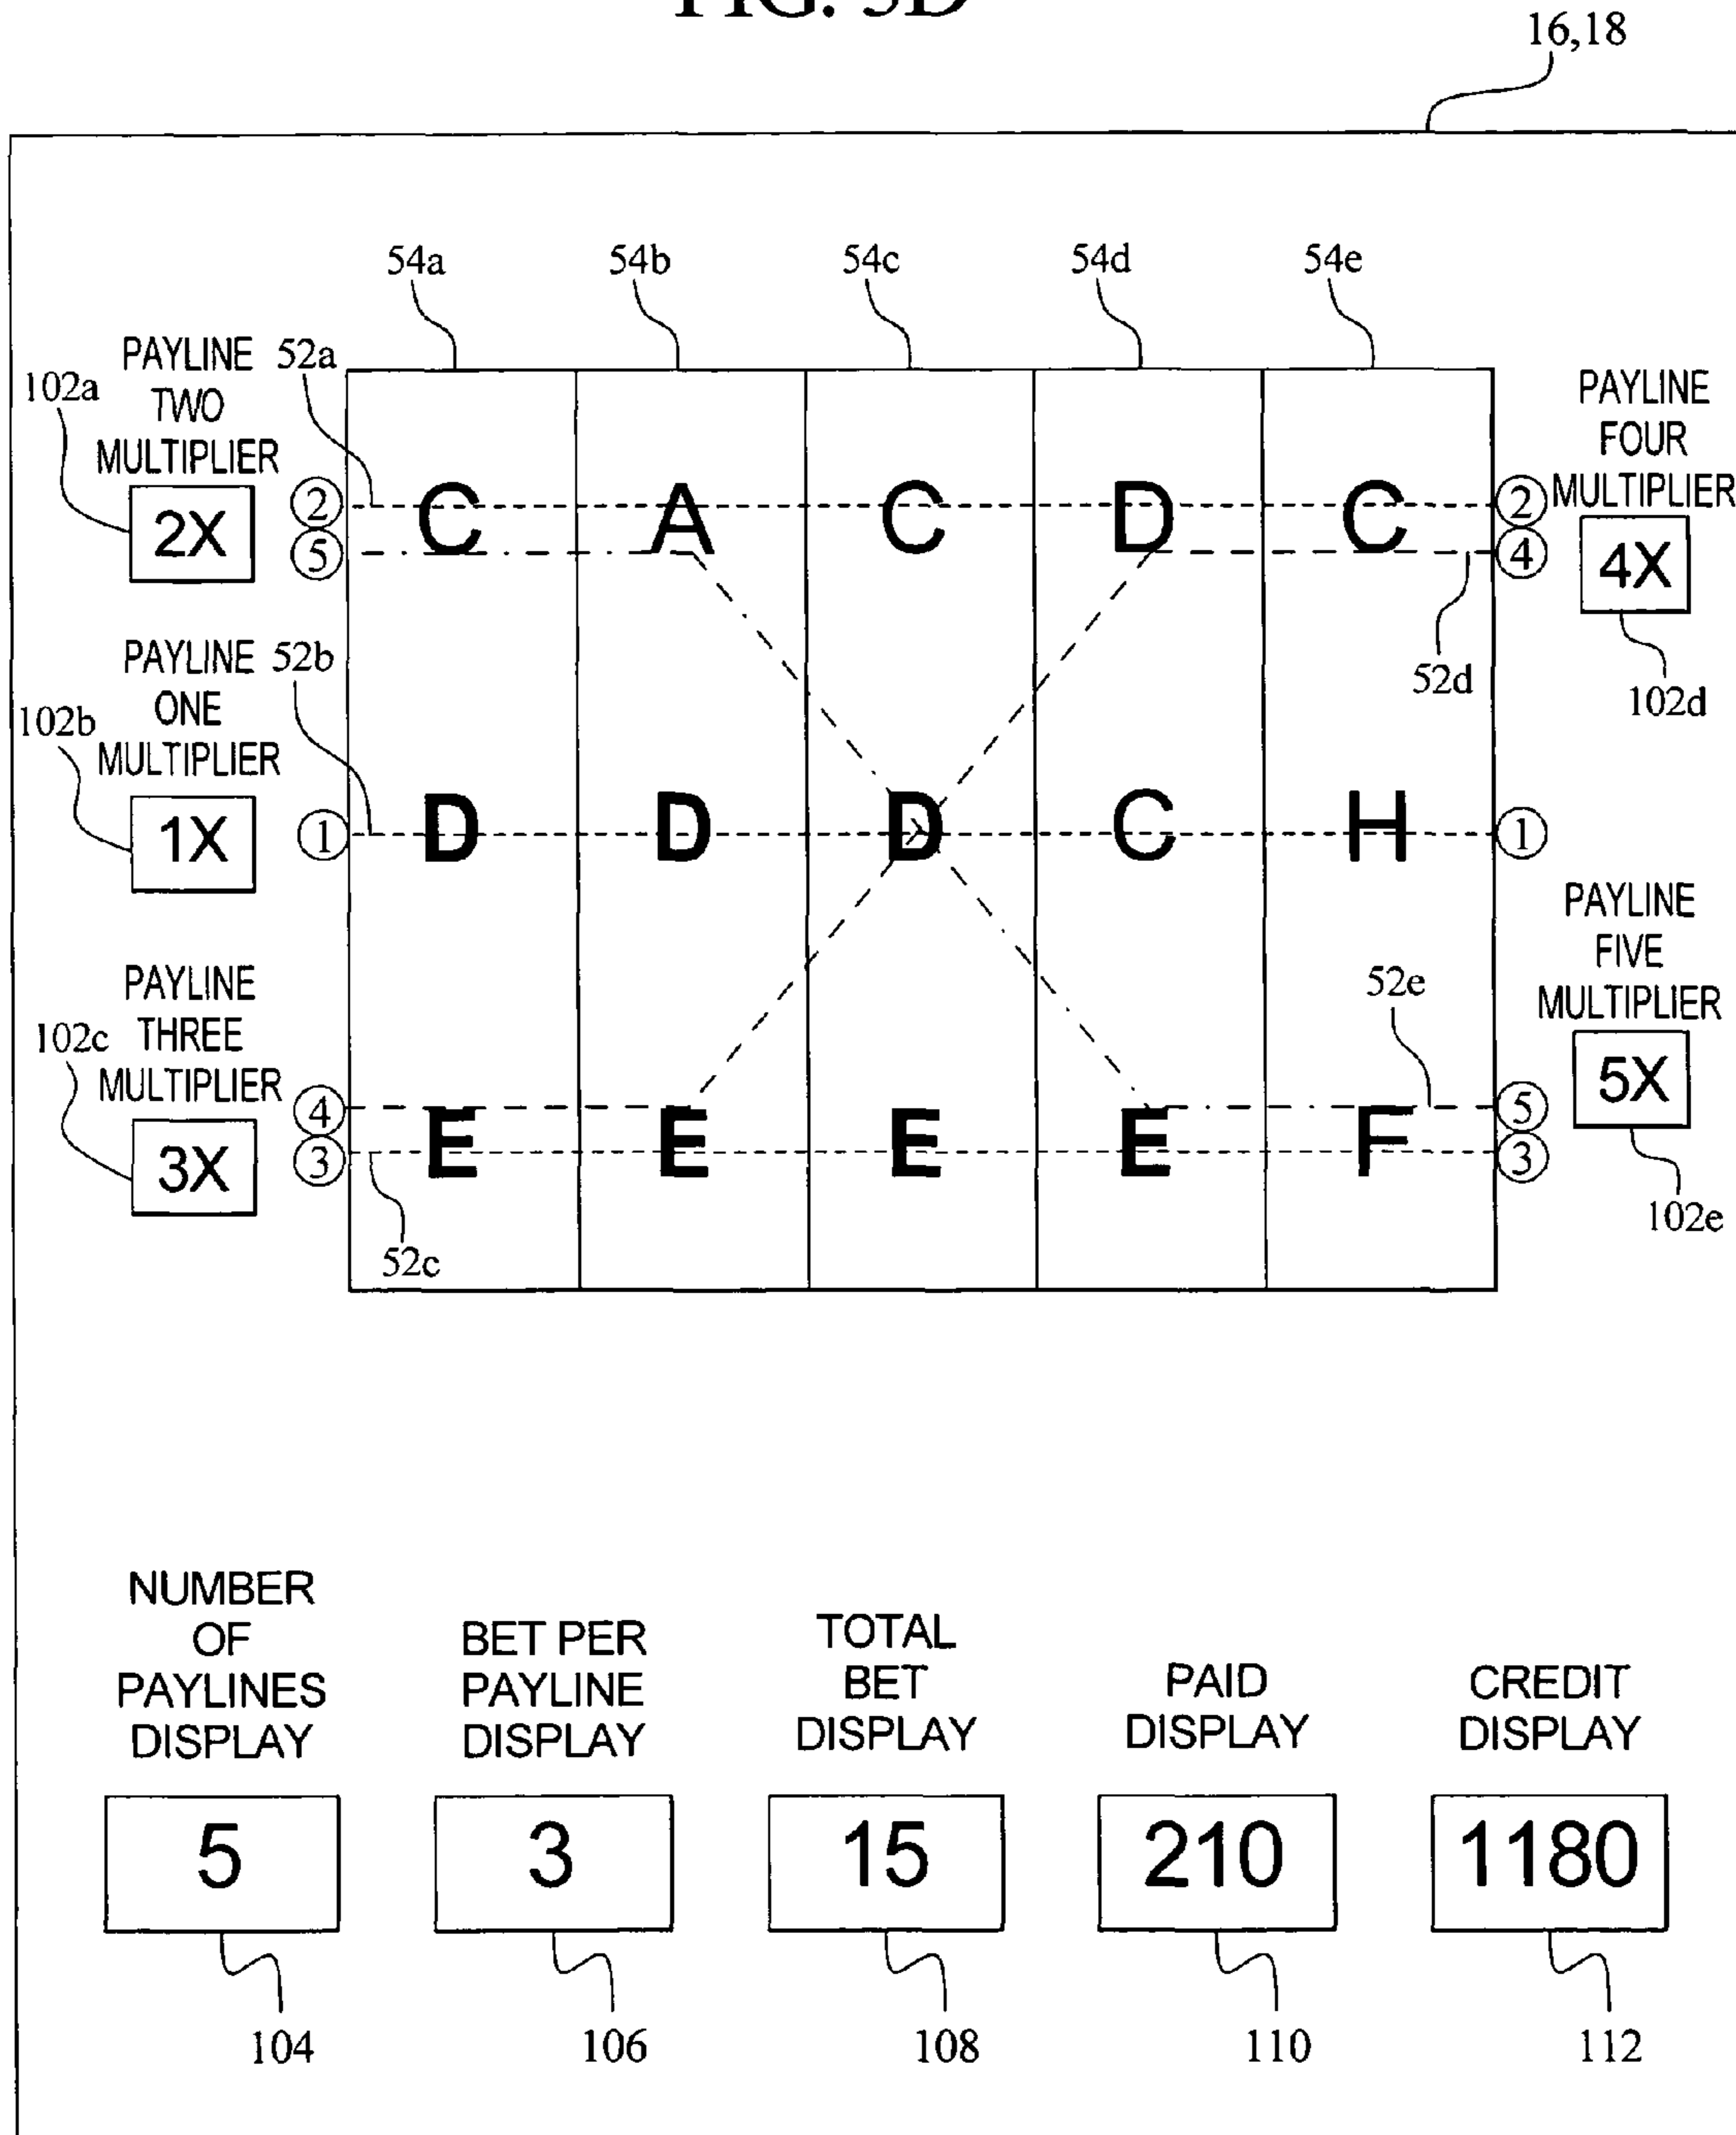 FIG. 5D
16,18
54a 54b 54c 54d 54e
PAYLINE
TWO
MULTIPLIER
102a
2X
52a
2 C A C D C 2
5 4
PAYLINE
FOUR
MULTIPLIER
4X
52d
102d
PAYLINE
ONE
MULTIPLIER
102b
1X
52b
1 D D D C H 1
PAYLINE
FIVE
MULTIPLIER
5X
52e
102e
PAYLINE
THREE
MULTIPLIER
102c
3X
4 5
3 E E E E F 3
52c
NUMBER
OF
PAYLINES
DISPLAY
5
104
BET PER
PAYLINE
DISPLAY
3
106
TOTAL
BET
DISPLAY
15
108
PAID
DISPLAY
210
110
CREDIT
DISPLAY
1180
112